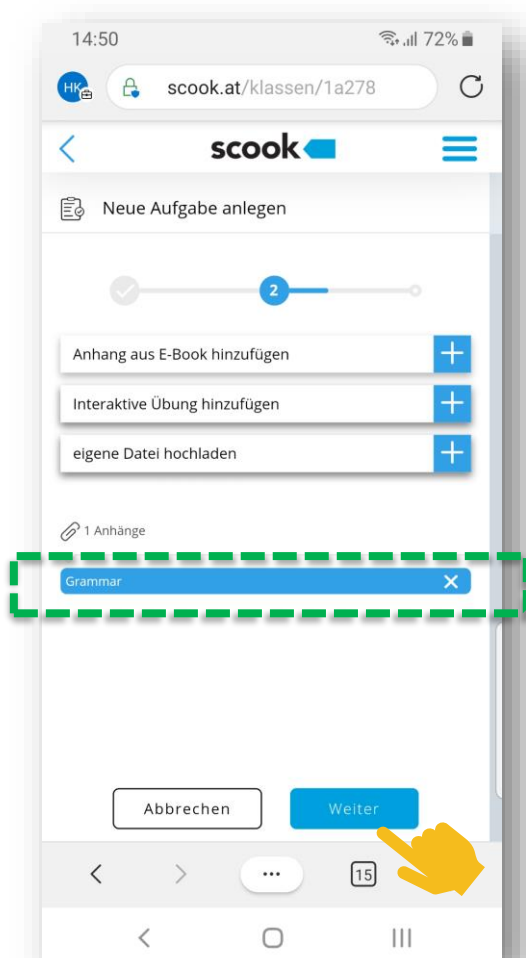 14:50 72%
HK scook.at/klassen/1a278
scook
Neue Aufgabe anlegen
2
Anhang aus E-Book hinzufügen
Interaktive Übung hinzufügen
eigene Datei hochladen
1 Anhänge
Grammar
Abbrechen Weiter
15